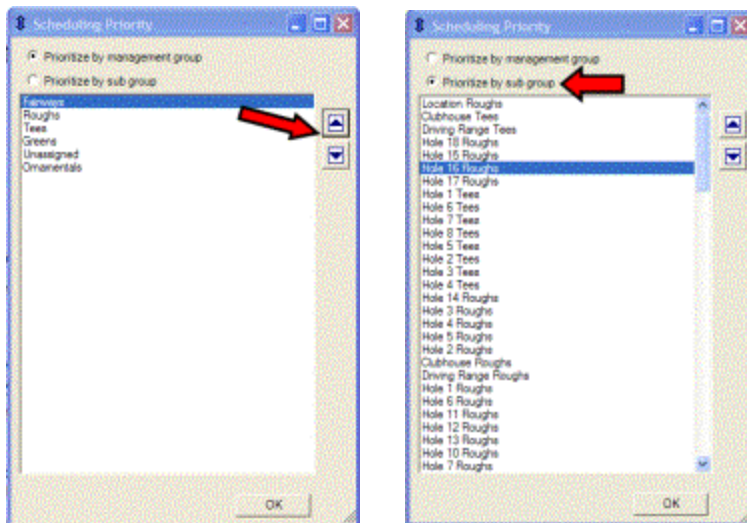 Scheduling Priority
Prioritize by management group
Prioritize by sub group
Fairways
Roughs
Tees
Greens
Unassigned
Ornamentals
OK
Scheduling Priority
Prioritize by management group
Prioritize by sub group
Location Roughs
Clubhouse Tees
Driving Range Tees
Hole 18 Roughs
Hole 15 Roughs
Hole 16 Roughs
Hole 17 Roughs
Hole 1 Tees
Hole 6 Tees
Hole 7 Tees
Hole 8 Tees
Hole 5 Tees
Hole 2 Tees
Hole 3 Tees
Hole 4 Tees
Hole 14 Roughs
Hole 3 Roughs
Hole 4 Roughs
Hole 5 Roughs
Hole 2 Roughs
Clubhouse Roughs
Driving Range Roughs
Hole 1 Roughs
Hole 6 Roughs
Hole 11 Roughs
Hole 12 Roughs
Hole 13 Roughs
Hole 10 Roughs
Hole 7 Roughs
OK